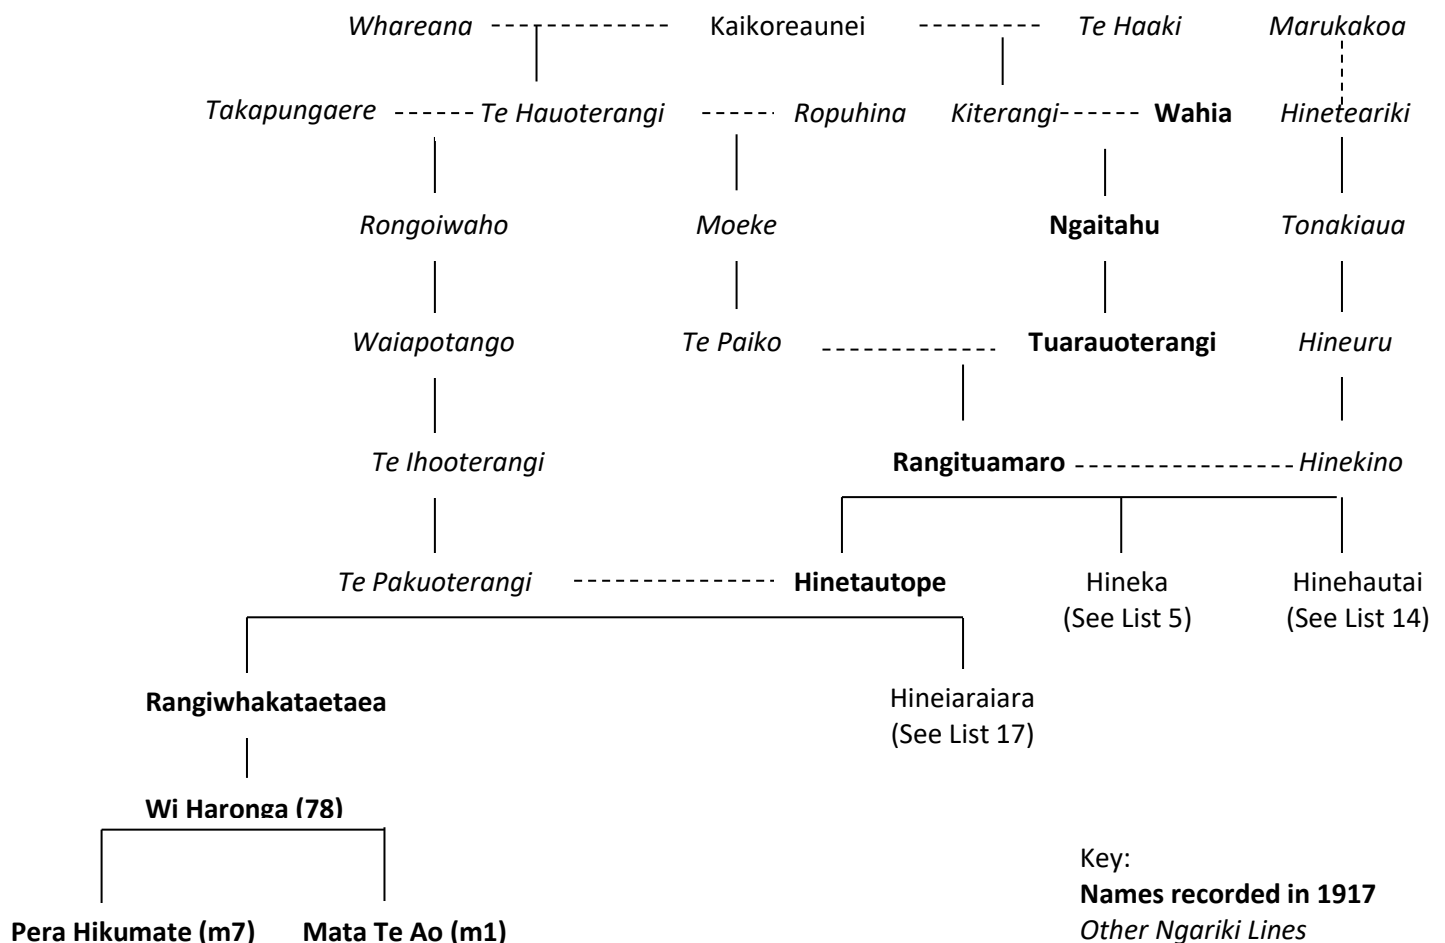 Whareana Kaikoreaunei Te Haaki Marukakoa
Takapungaere Te Hauoterangi Ropuhina Kiterangi Wahia Hineteariki
Rongoiwaho Moeke Ngaitahu Tonakiaua
Waiapotango Te Paiko Tuarauoterangi Hineuru
Te Ihooterangi Rangituamaro Hinekino
Te Pakuoterangi Hinetautope Hineka Hinehautai
(See List 5) (See List 14)
Rangiwhakataetaea Hineiaraiara
(See List 17)
Wi Haronga (78)
Key:
Names recorded in 1917
Pera Hikumate (m7) Mata Te Ao (m1) Other Ngariki Lines